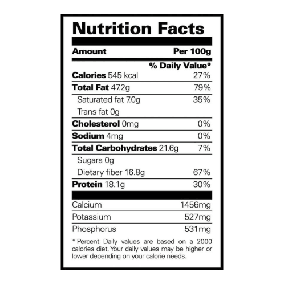 Nutrition Facts
Amount Per 100g
% Daily Value*
Calories 545 kcal 27%
Total Fat 47.2g 79%
Saturated fat 7.0g 35%
Trans fat 0g
Cholesterol 0mg 0%
Sodium 4mg 0%
Total Carbohydrates 21.6g 7%
Sugars 0g
Dietary fiber 16.8g 67%
Protein 18.1g 30%
Calcium 1456mg
Potassium 527mg
Phosphorus 531mg
* Percent Daily values are based on a 2000
calories diet. Your daily values may be higher or
lower depending on your calorie needs.